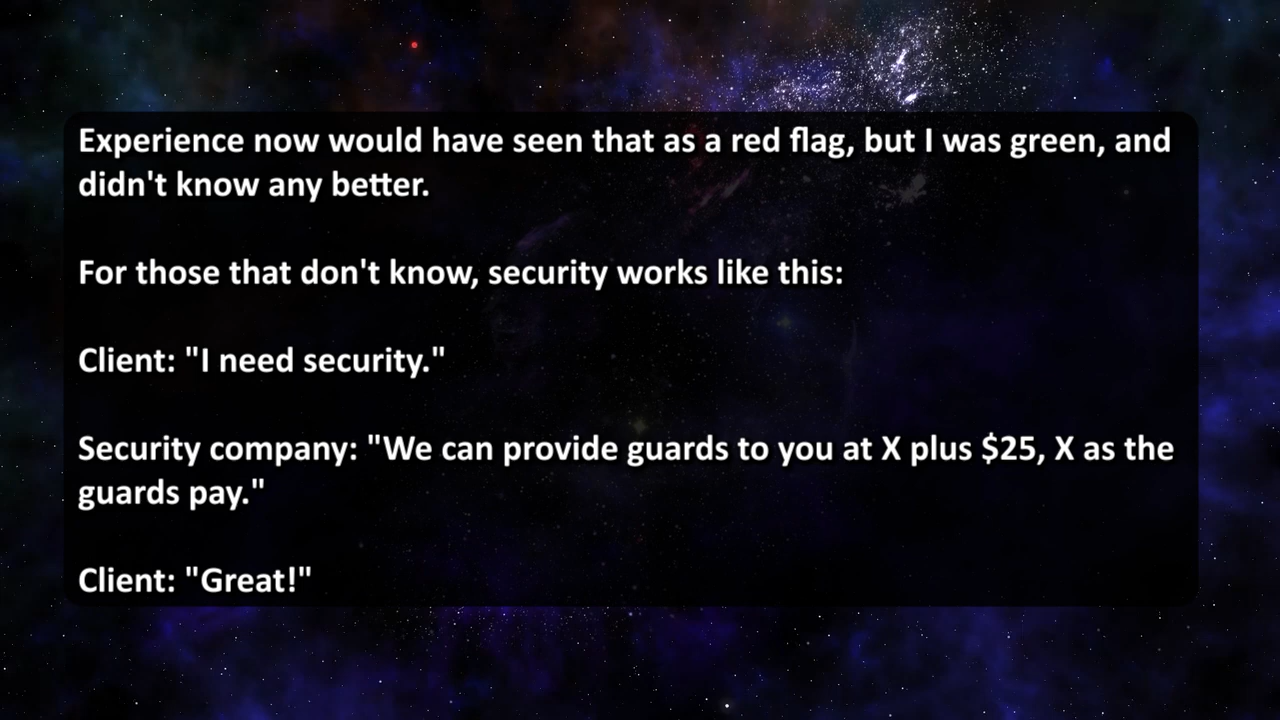 Experience now would have seen that as a red flag, but I was green, and
didn't know any better.
For those that don't know, security works like this:
Client: "I need security."
Security company: "We can provide guards to you at X plus $25, X as the
guards pay."
Client: "Great!"